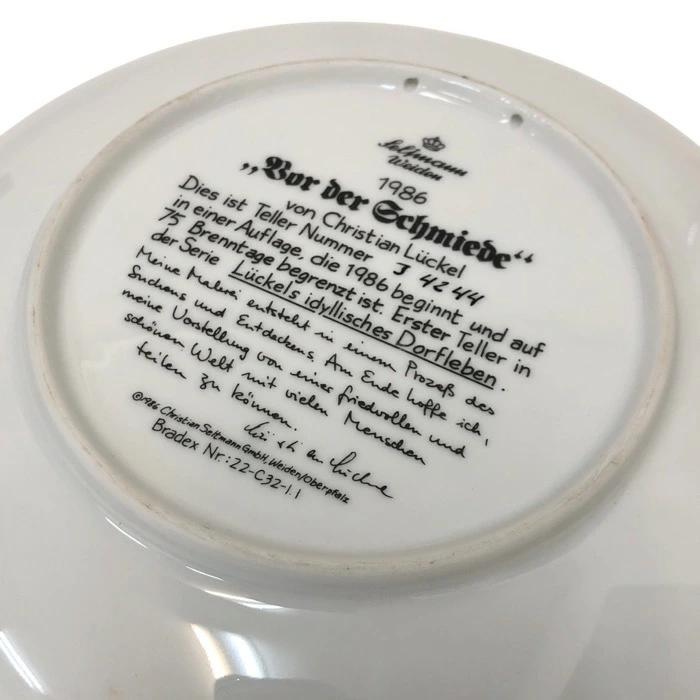 Seltmann
Weiden
1986
„Vor der Schmiede“
von Christian Lückel
Dies ist Teller Nummer J 4244
in einer Auflage, die 1986 beginnt und auf
75 Brenntage begrenzt ist. Erster Teller in
der Serie Lückels idyllisches Dorfleben.
Meine Malerei entsteht in einem Prozeß des
Suchens und Entdeckens. Am Ende hoffe ich,
meine Vorstellung von einer friedvollen und
schönen Welt mit vielen Menschen
teilen zu können.
©1986 Christian Seltmann GmbH, Weiden/Oberpfalz
Bradex Nr.: 22-C32-1.1